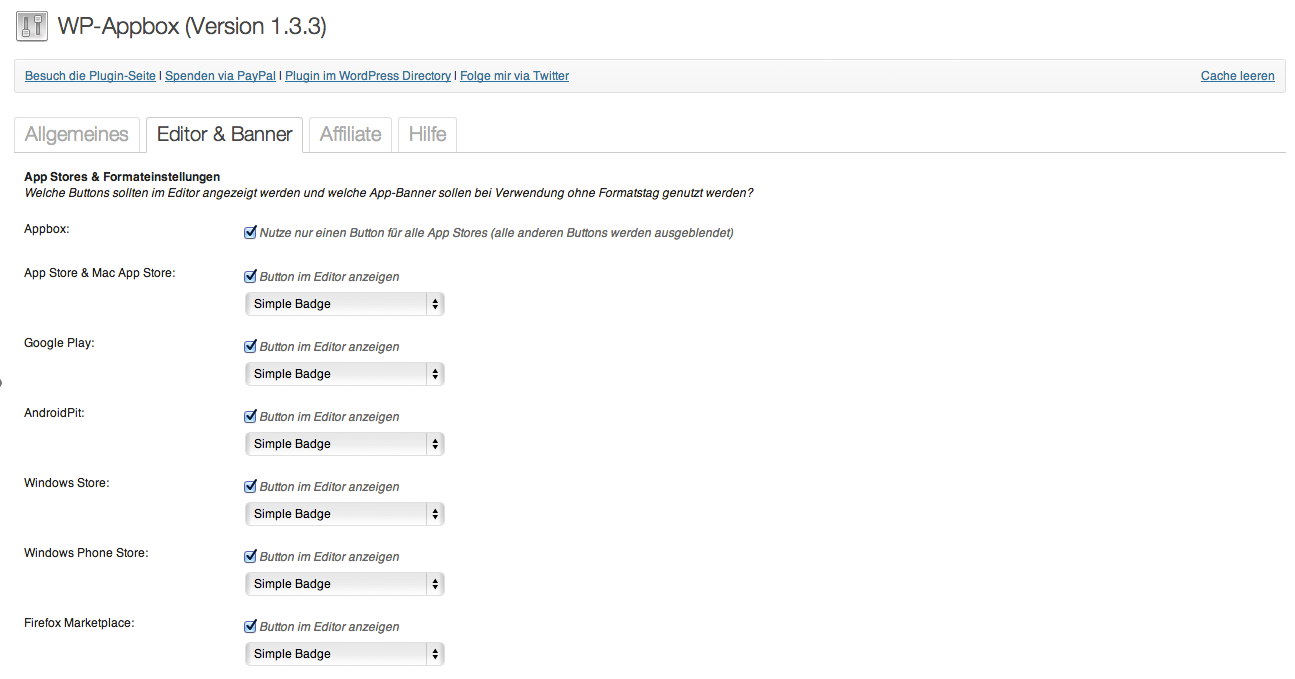 WP-Appbox (Version 1.3.3)
Besuch die Plugin-Seite | Spenden via PayPal | Plugin im WordPress Directory | Folge mir via Twitter Cache leeren
Allgemeines Editor & Banner Affiliate Hilfe
App Stores & Formateinstellungen
Welche Buttons sollten im Editor angezeigt werden und welche App-Banner sollen bei Verwendung ohne Formatstag genutzt werden?
Appbox: Nutze nur einen Button für alle App Stores (alle anderen Buttons werden ausgeblendet)
App Store & Mac App Store: Button im Editor anzeigen
Simple Badge
Google Play: Button im Editor anzeigen
Simple Badge
AndroidPit: Button im Editor anzeigen
Simple Badge
Windows Store: Button im Editor anzeigen
Simple Badge
Windows Phone Store: Button im Editor anzeigen
Simple Badge
Firefox Marketplace: Button im Editor anzeigen
Simple Badge